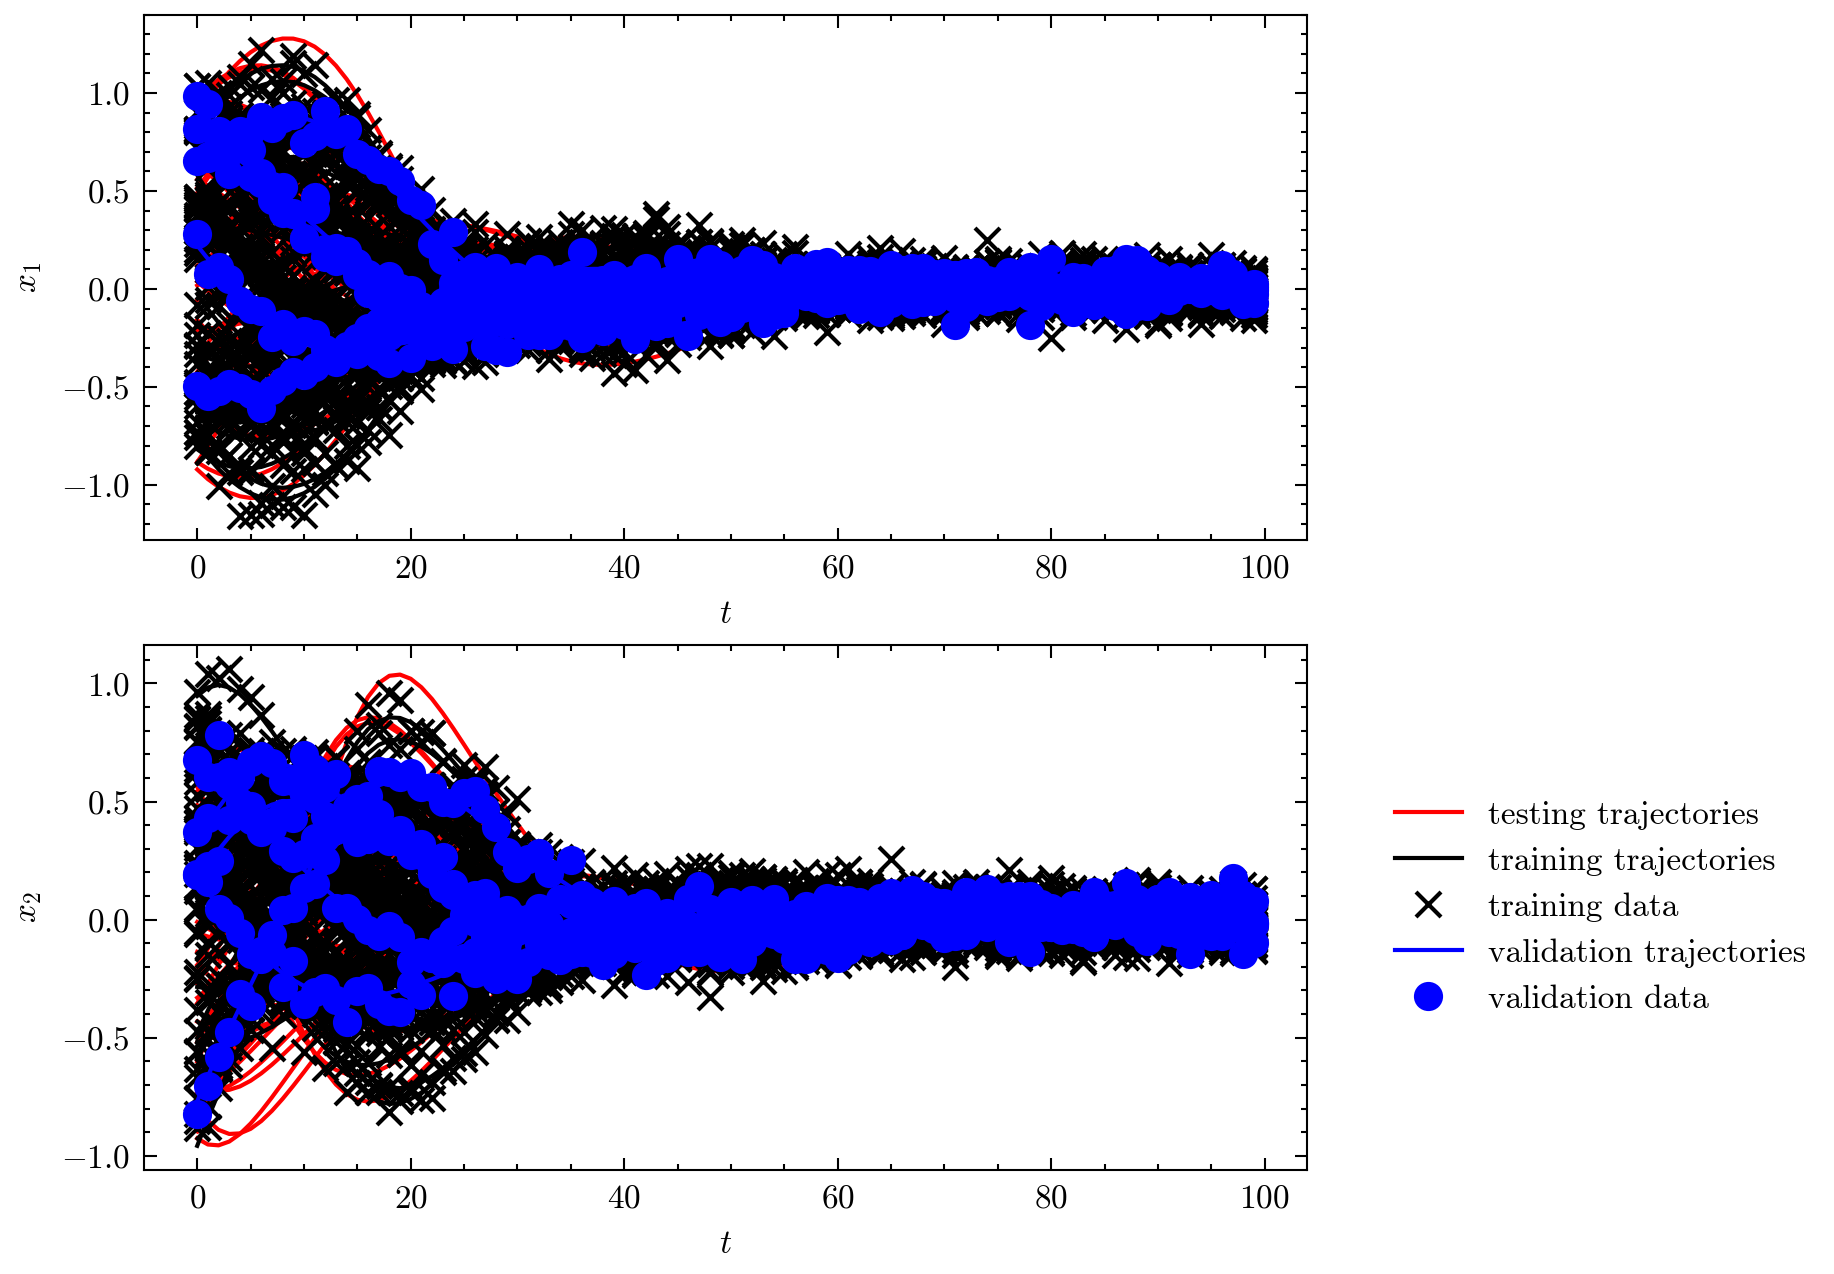 1.0
0.5
0.0
−0.5
−1.0
x₁
0 20 40 60 80 100
t
1.0
0.5
0.0
−0.5
−1.0
x₂
0 20 40 60 80 100
t
testing trajectories
training trajectories
training data
validation trajectories
validation data